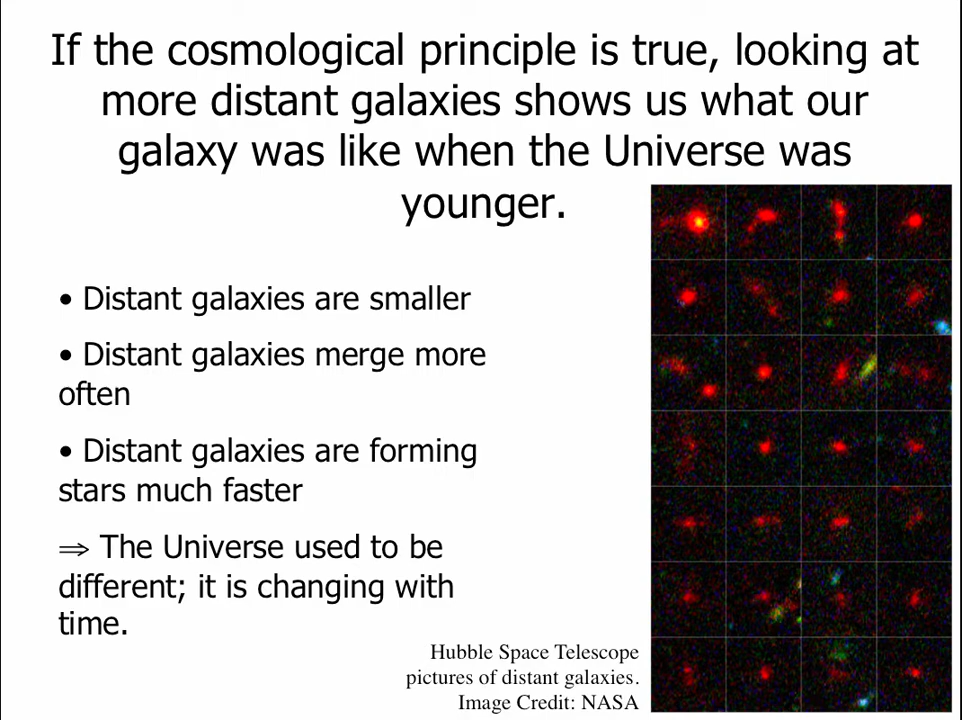 If the cosmological principle is true, looking at
more distant galaxies shows us what our
galaxy was like when the Universe was
younger.
• Distant galaxies are smaller
• Distant galaxies merge more
often
• Distant galaxies are forming
stars much faster
⇒ The Universe used to be
different; it is changing with
time.
Hubble Space Telescope
pictures of distant galaxies.
Image Credit: NASA